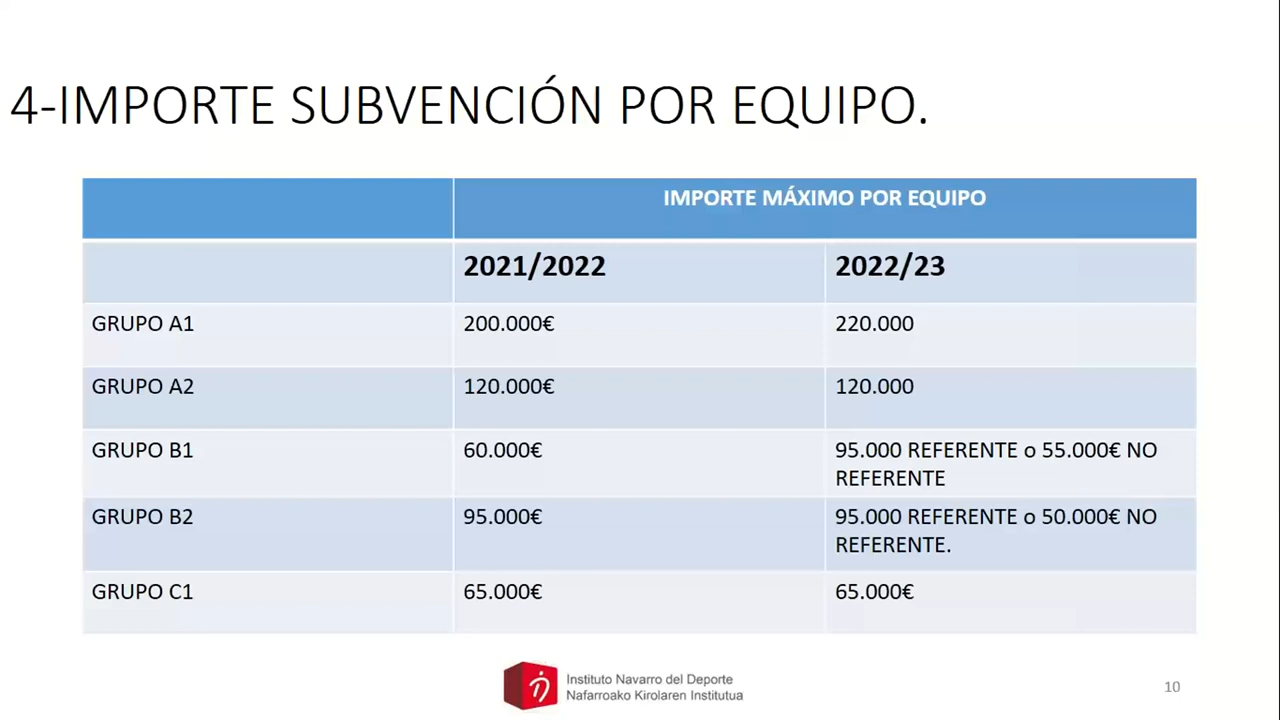 4-IMPORTE SUBVENCIÓN POR EQUIPO.
IMPORTE MÁXIMO POR EQUIPO
2021/2022 2022/23
GRUPO A1 200.000€ 220.000
GRUPO A2 120.000€ 120.000
GRUPO B1 60.000€ 95.000 REFERENTE o 55.000€ NO
REFERENTE
GRUPO B2 95.000€ 95.000 REFERENTE o 50.000€ NO
REFERENTE.
GRUPO C1 65.000€ 65.000€
Instituto Navarro del Deporte
Nafarroako Kirolaren Institutua
10